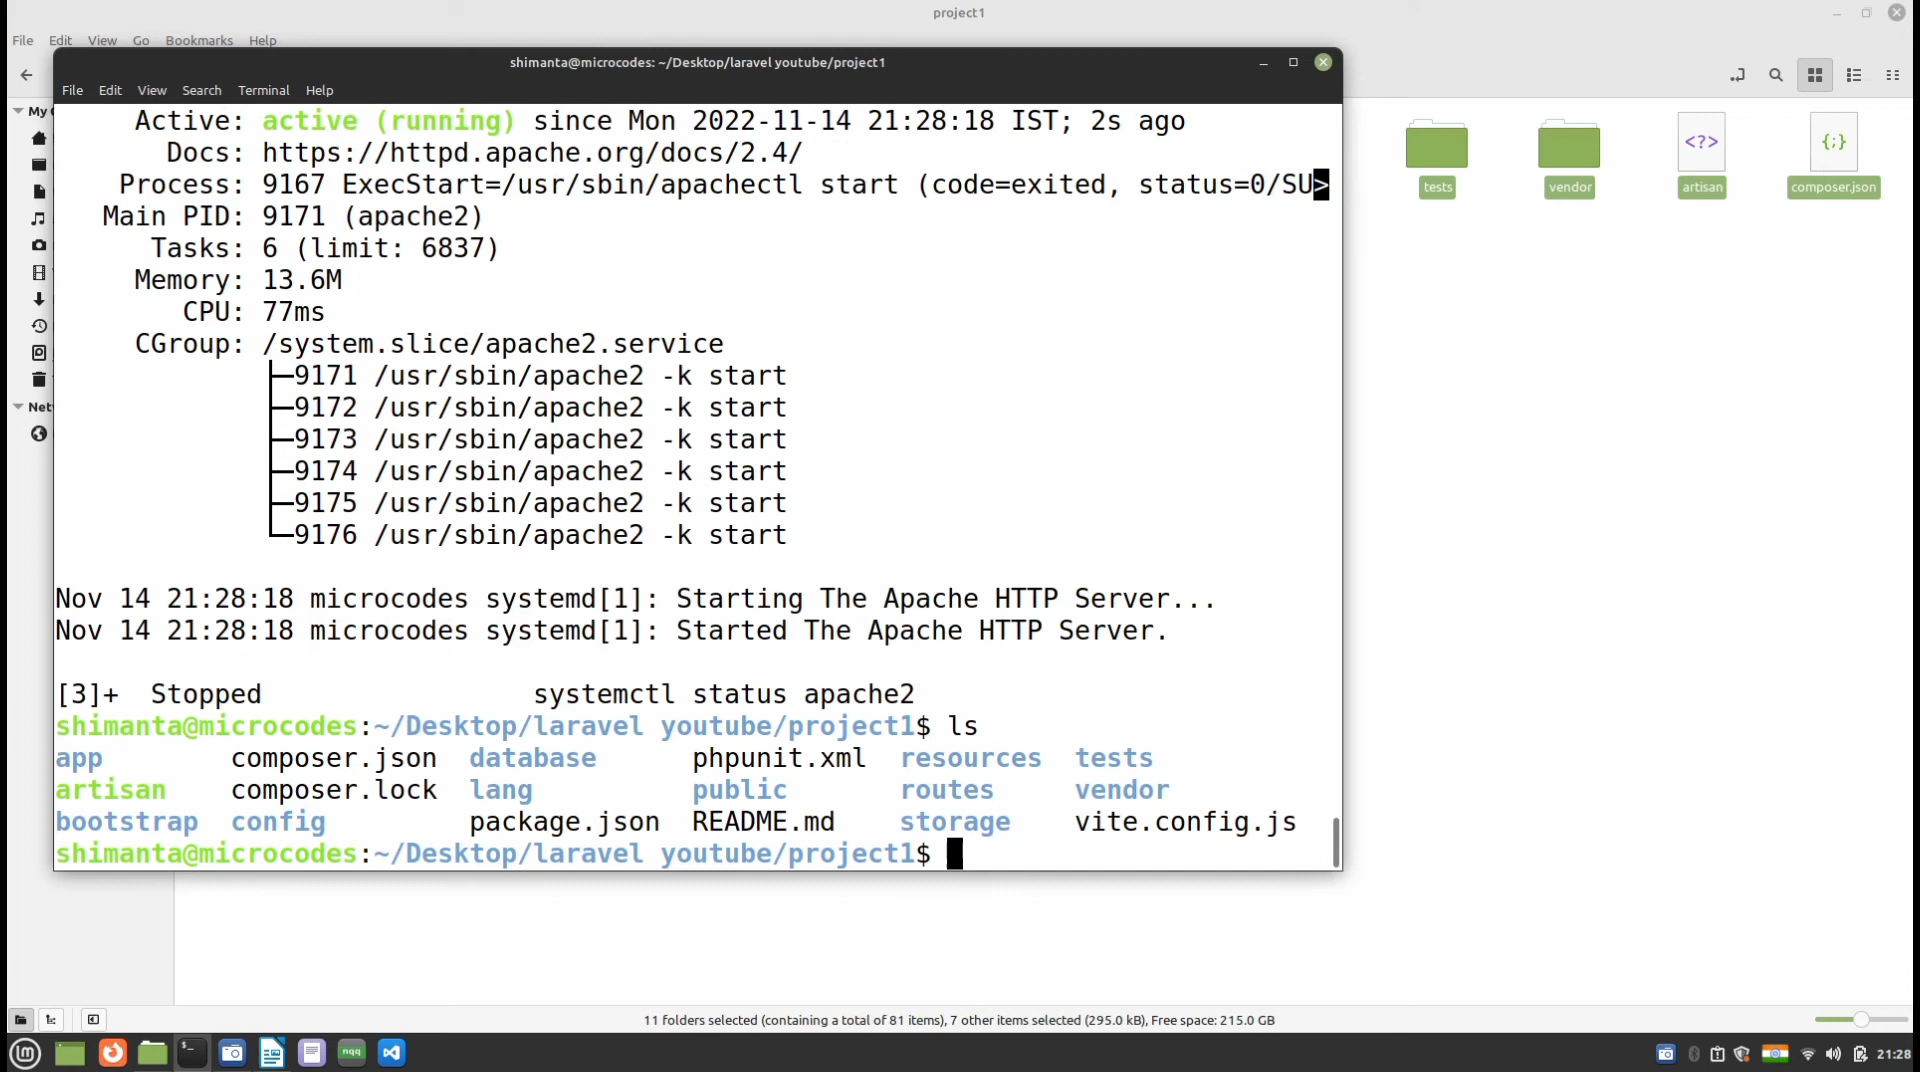 project1
File Edit View Go Bookmarks Help
shimanta@microcodes: ~/Desktop/laravel youtube/project1
File Edit View Search Terminal Help
Active: active (running) since Mon 2022-11-14 21:28:18 IST; 2s ago
Docs: https://httpd.apache.org/docs/2.4/
Process: 9167 ExecStart=/usr/sbin/apachectl start (code=exited, status=0/SU>
Main PID: 9171 (apache2)
Tasks: 6 (limit: 6837)
Memory: 13.6M
CPU: 77ms
CGroup: /system.slice/apache2.service
├─9171 /usr/sbin/apache2 -k start
├─9172 /usr/sbin/apache2 -k start
├─9173 /usr/sbin/apache2 -k start
├─9174 /usr/sbin/apache2 -k start
├─9175 /usr/sbin/apache2 -k start
└─9176 /usr/sbin/apache2 -k start
Nov 14 21:28:18 microcodes systemd[1]: Starting The Apache HTTP Server...
Nov 14 21:28:18 microcodes systemd[1]: Started The Apache HTTP Server.
[3]+ Stopped systemctl status apache2
shimanta@microcodes:~/Desktop/laravel youtube/project1$ ls
app composer.json database phpunit.xml resources tests
artisan composer.lock lang public routes vendor
bootstrap config package.json README.md storage vite.config.js
shimanta@microcodes:~/Desktop/laravel youtube/project1$
My
Net
<?>
{;}
tests
vendor
artisan
composer.json
11 folders selected (containing a total of 81 items), 7 other items selected (295.0 kB), Free space: 215.0 GB
nqq
21:28